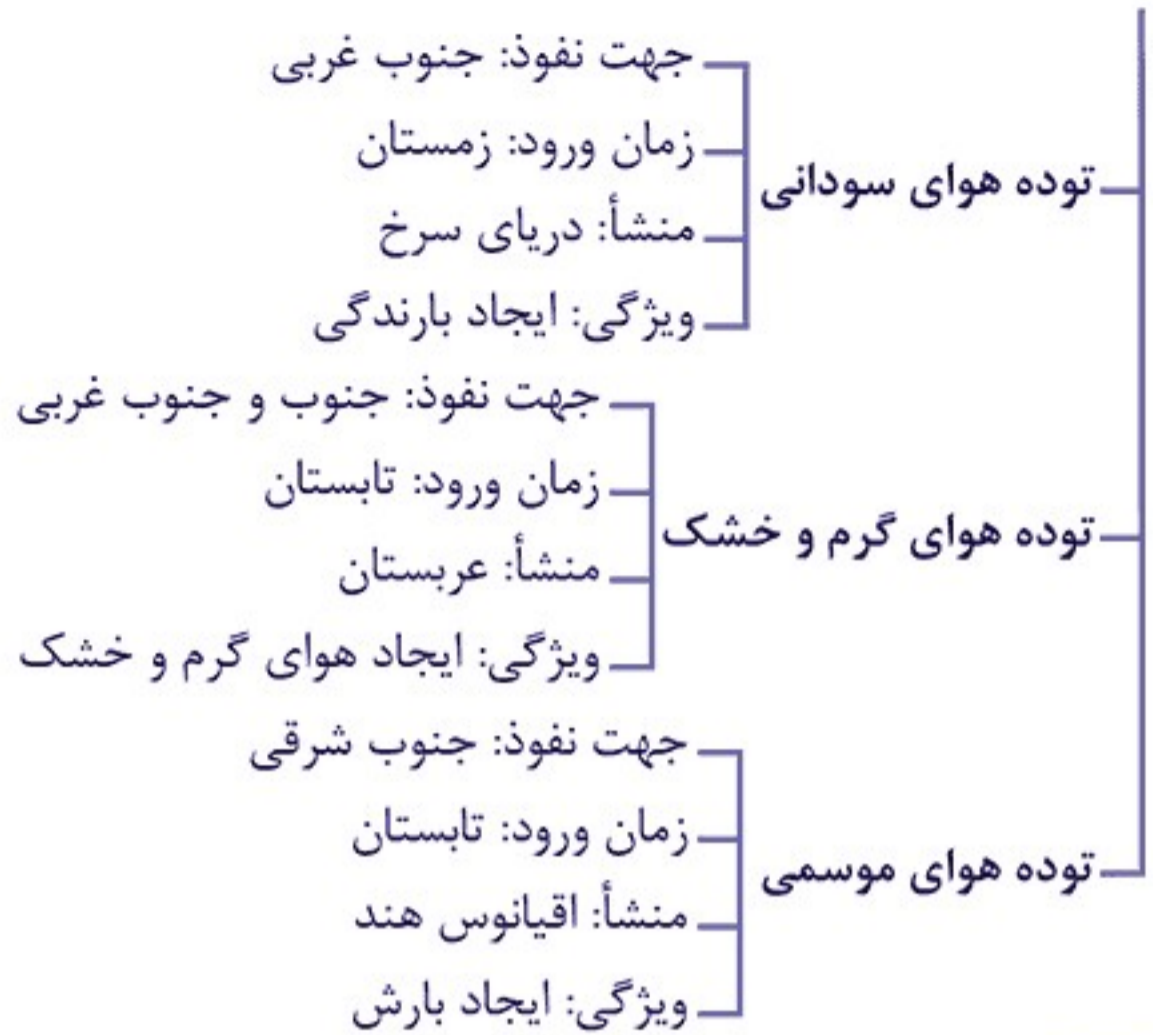 جهت نفوذ: جنوب غربی
زمان ورود: زمستان
توده هوای سودانی
منشأ: دریای سرخ
ویژگی: ایجاد بارندگی
جهت نفوذ: جنوب و جنوب غربی
زمان ورود: تابستان
توده هوای گرم و خشک
منشأ: عربستان
ویژگی: ایجاد هوای گرم و خشک
جهت نفوذ: جنوب شرقی
زمان ورود: تابستان
توده هوای موسمی
منشأ: اقیانوس هند
ویژگی: ایجاد بارش